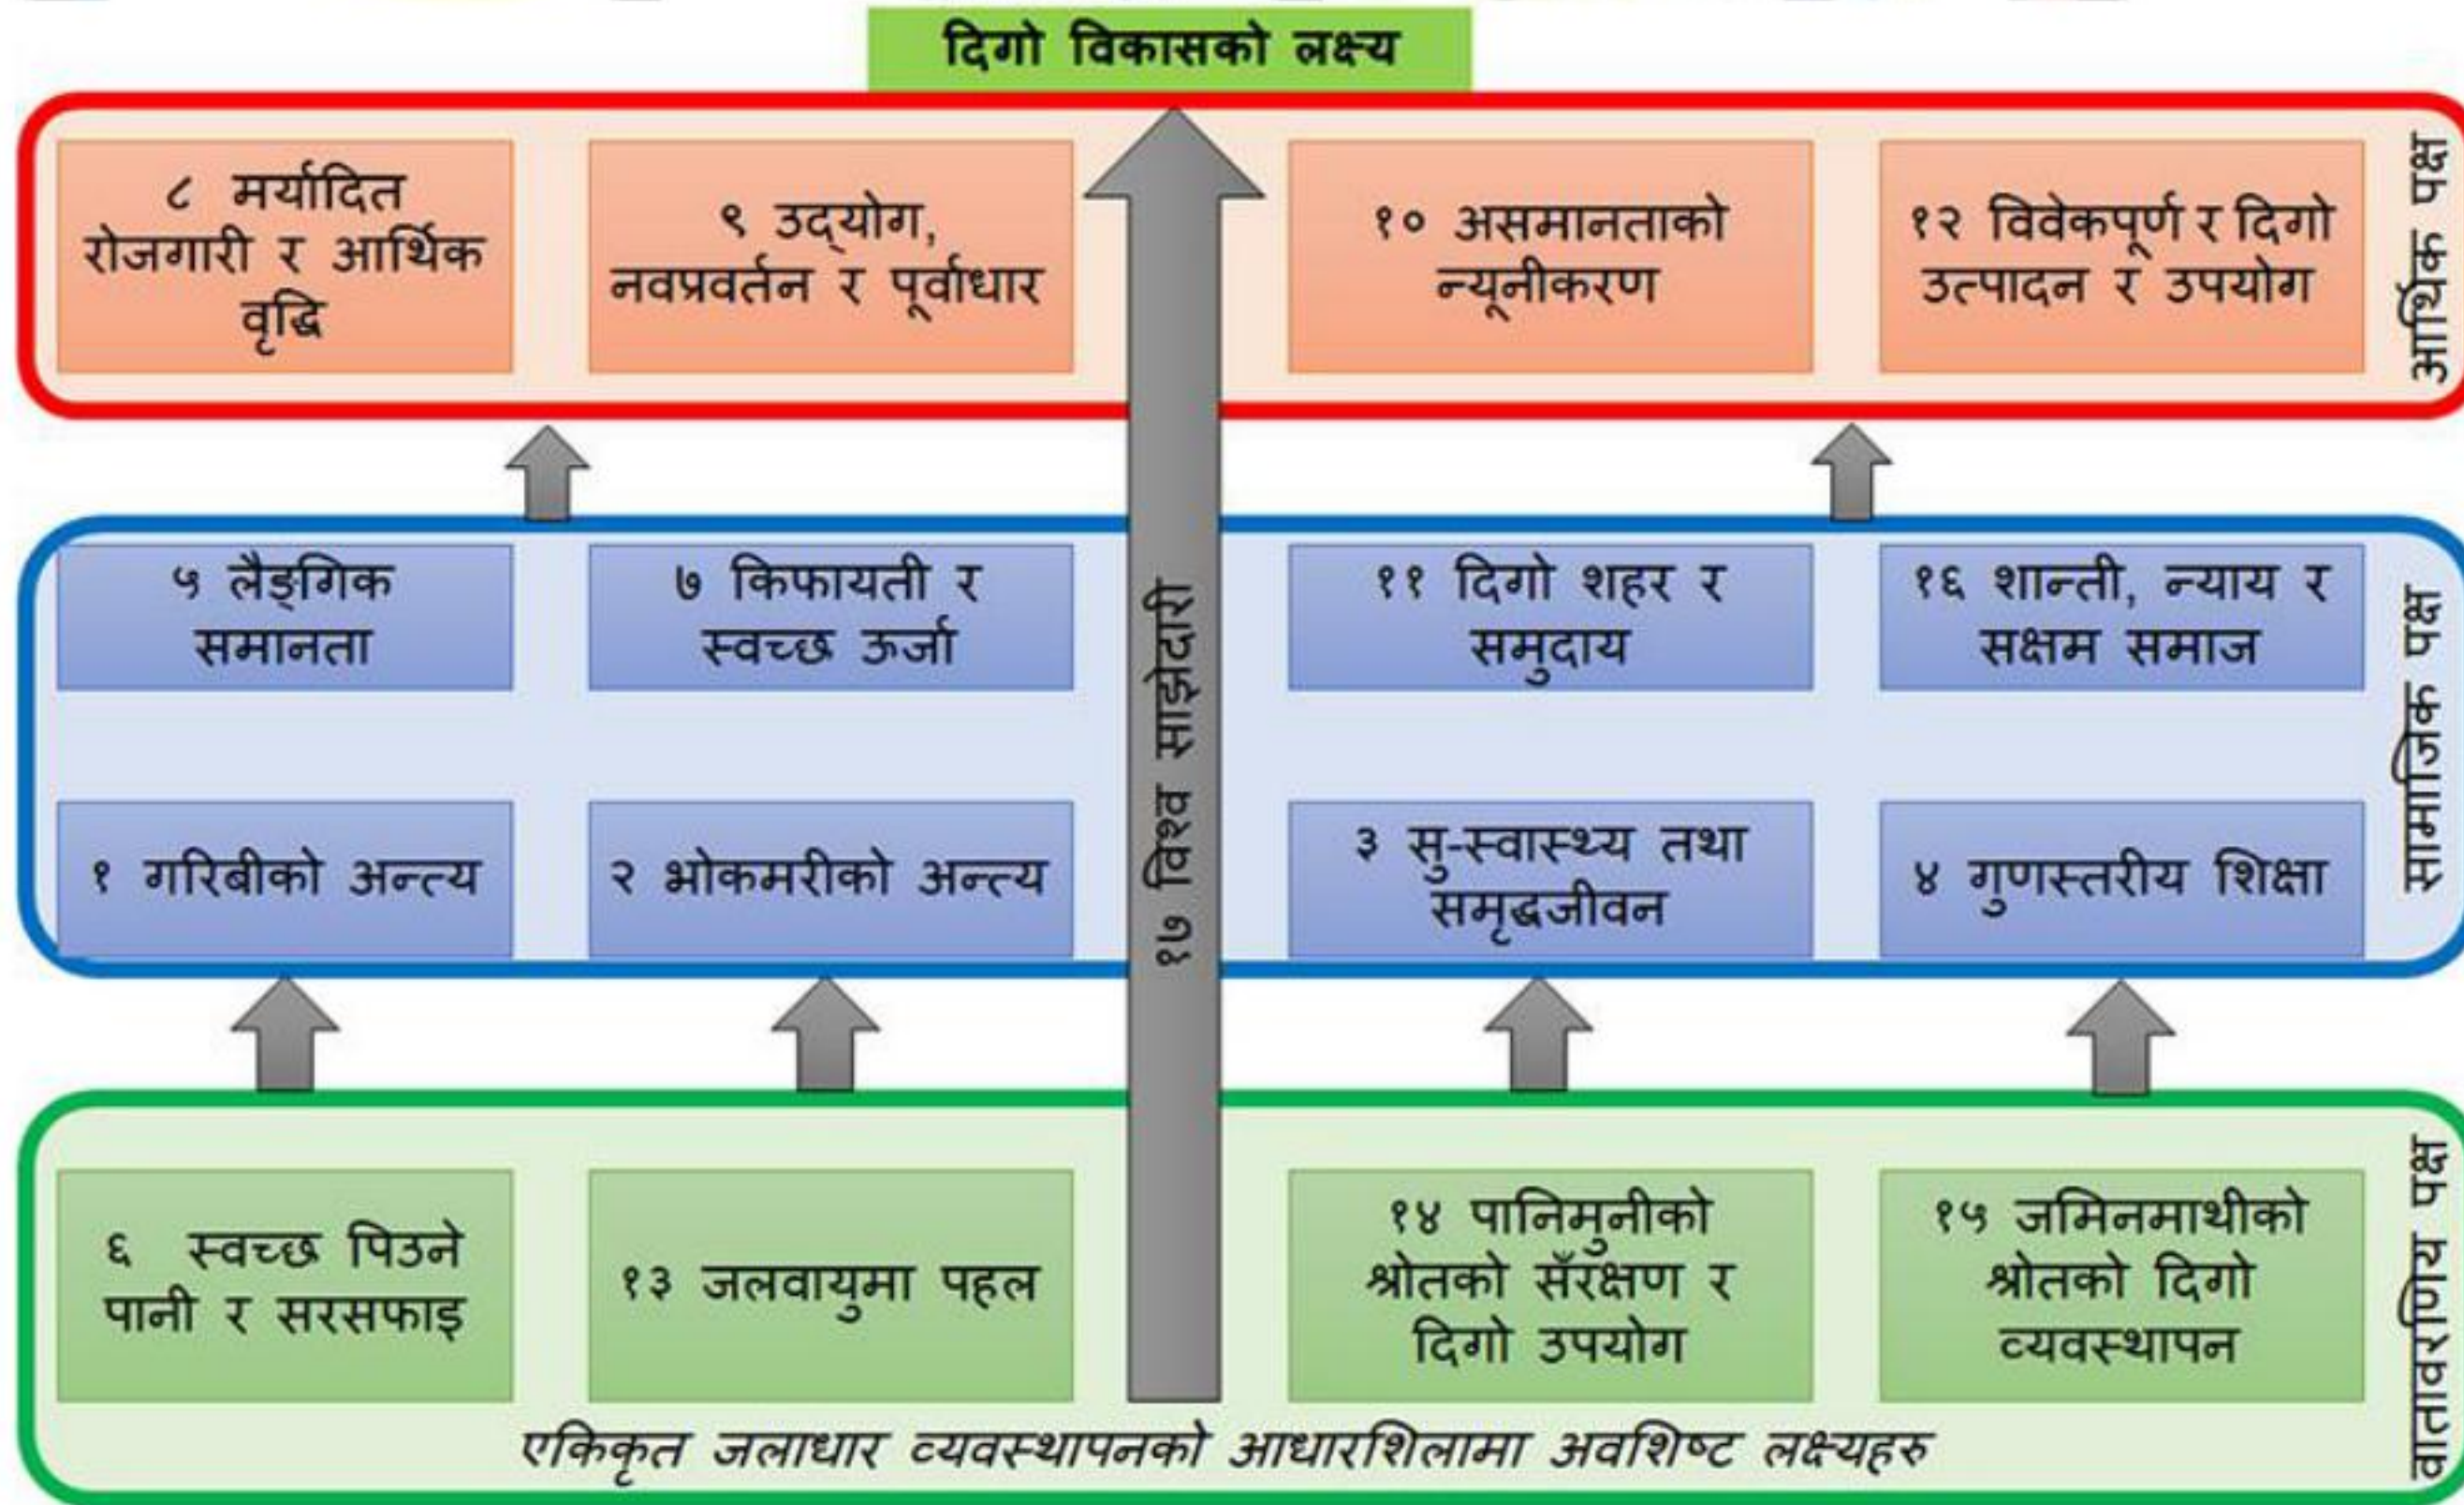 दिगो विकासको लक्ष्य
८ मर्यादित
रोजगारी र आर्थिक
वृद्धि
९ उद्‌योग,
नवप्रवर्तन र पूर्वाधार
१० असमानताको
न्यूनीकरण
१२ विवेकपूर्ण र दिगो
उत्पादन र उपयोग
आर्थिक पक्ष
५ लैङ्‌गिक
समानता
७ किफायती र
स्वच्छ ऊर्जा
११ दिगो शहर र
समुदाय
१६ शान्ती, न्याय र
सक्षम समाज
१ गरिबीको अन्त्य
२ भोकमरीको अन्त्य
३ सु-स्वास्थ्य तथा
समृद्धजीवन
४ गुणस्तरीय शिक्षा
सामाजिक पक्ष
१७ विश्व साझेदारी
६ स्वच्छ पिउने
पानी र सरसफाइ
१३ जलवायुमा पहल
१४ पानिमुनीको
श्रोतको सँरक्षण र
दिगो उपयोग
१५ जमिनमाथीको
श्रोतको दिगो
व्यवस्थापन
वातावरणिय पक्ष
एकिकृत जलाधार व्यवस्थापनको आधारशिलामा अवशिष्ट लक्ष्यहरु